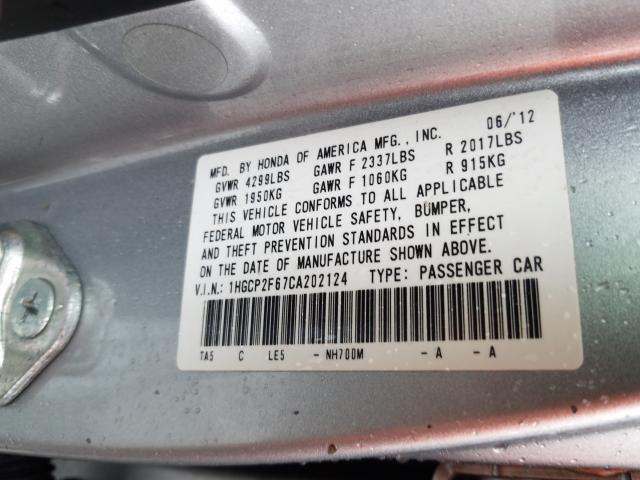 MFD. BY HONDA OF AMERICA MFG., INC. 06/'12
GVWR 4299LBS GAWR F 2337LBS R 2017LBS
GVWR 1950KG GAWR F 1060KG R 915KG
THIS VEHICLE CONFORMS TO ALL APPLICABLE
FEDERAL MOTOR VEHICLE SAFETY, BUMPER,
AND THEFT PREVENTION STANDARDS IN EFFECT
ON THE DATE OF MANUFACTURE SHOWN ABOVE.
V.I.N.: 1HGCP2F67CA202124 TYPE: PASSENGER CAR
TA5 C LE5 - NH700M - A - A